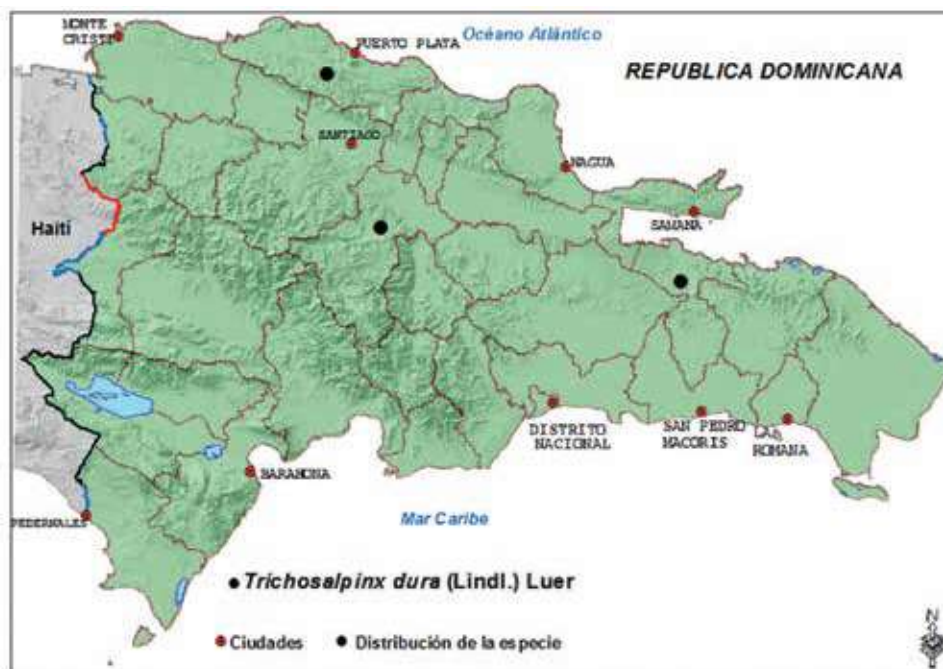 MONTE
CRISTI
PUERTO PLATA
Océano Atlántico
REPUBLICA DOMINICANA
SANTIAGO
NAGUA
SAMANA
Haití
DISTRITO
NACIONAL
SAN PEDRO
MACORIS
LA
ROMANA
BARAHONA
PEDERNALES
Mar Caribe
Trichosalpinx dura (Lindl.) Luer
Ciudades
Distribución de la especie
N